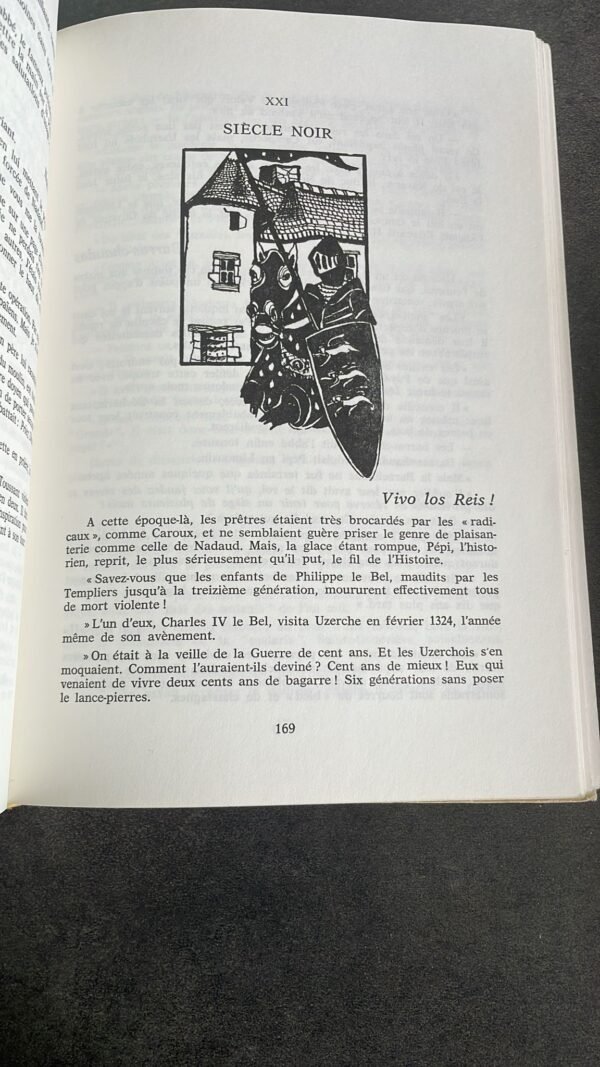 XXI
SIÈCLE NOIR
Vivo los Reis !
A cette époque-là, les prêtres étaient très brocardés par les « radi-
caux », comme Caroux, et ne semblaient guère priser le genre de plaisan-
terie comme celle de Nadaud. Mais, la glace étant rompue, Pépi, l'histo-
rien, reprit, le plus sérieusement qu'il put, le fil de l'Histoire.
« Savez-vous que les enfants de Philippe le Bel, maudits par les
Templiers jusqu'à la treizième génération, moururent effectivement tous
de mort violente !
» L'un d'eux, Charles IV le Bel, visita Uzerche en février 1324, l'année
même de son avènement.
» On était à la veille de la Guerre de cent ans. Et les Uzerchois s'en
moquaient. Comment l'auraient-ils deviné ? Cent ans de mieux ! Eux qui
venaient de vivre deux cents ans de bagarre ! Six générations sans poser
le lance-pierres.
169